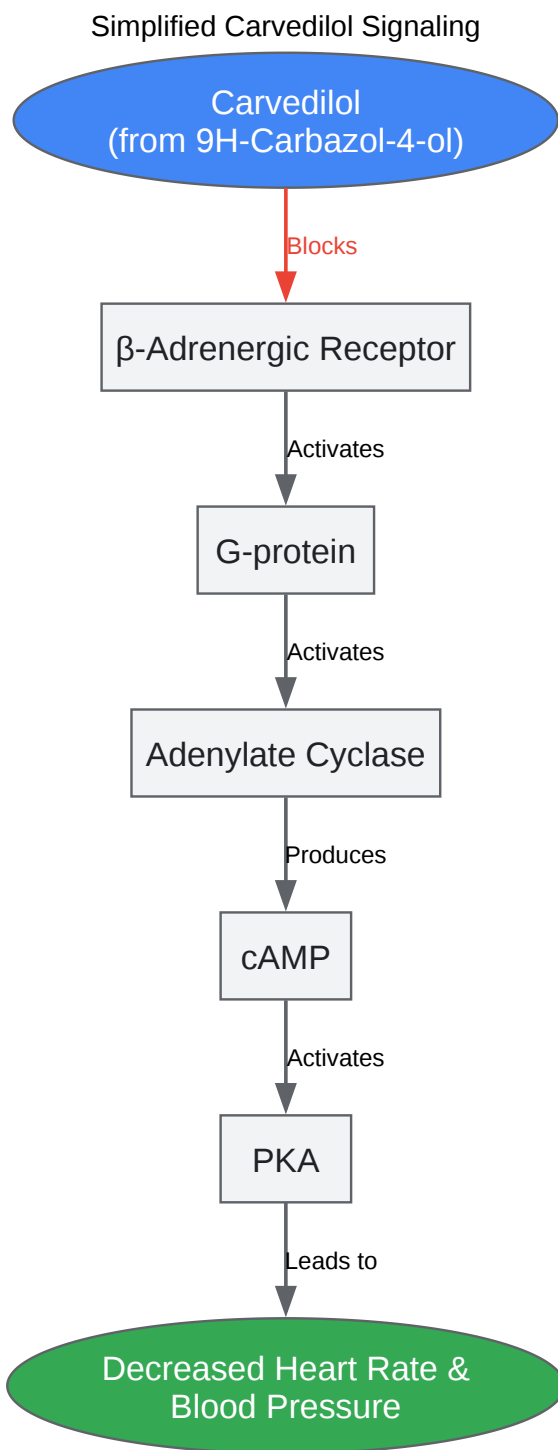 Simplified Carvedilol Signaling
Carvedilol
(from 9H-Carbazol-4-ol)
Blocks
β-Adrenergic Receptor
Activates
G-protein
Activates
Adenylate Cyclase
Produces
cAMP
Activates
PKA
Leads to
Decreased Heart Rate &
Blood Pressure